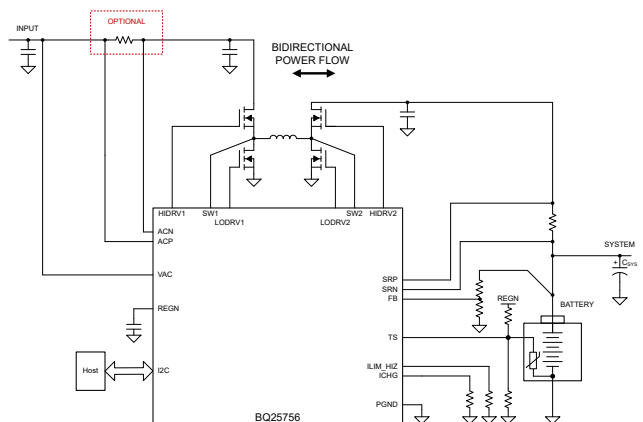 INPUT
OPTIONAL
BIDIRECTIONAL
POWER FLOW
HIDRV1
SW1
LODRV1
LODRV2
SW2
HIDRV2
ACN
ACP
VAC
REGN
Host
I2C
SRP
SRN
FB
TS
ILIM_HIZ
ICHG
PGND
REGN
SYSTEM
+ CSYS
BATTERY
BQ25756